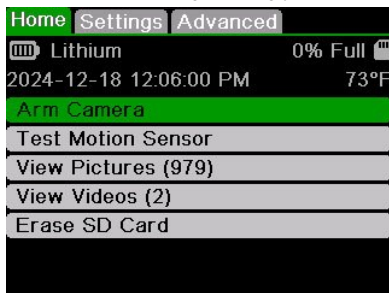 Home Settings Advanced
Lithium 0% Full
2024-12-18 12:06:00 PM 73°F
Arm Camera
Test Motion Sensor
View Pictures (979)
View Videos (2)
Erase SD Card